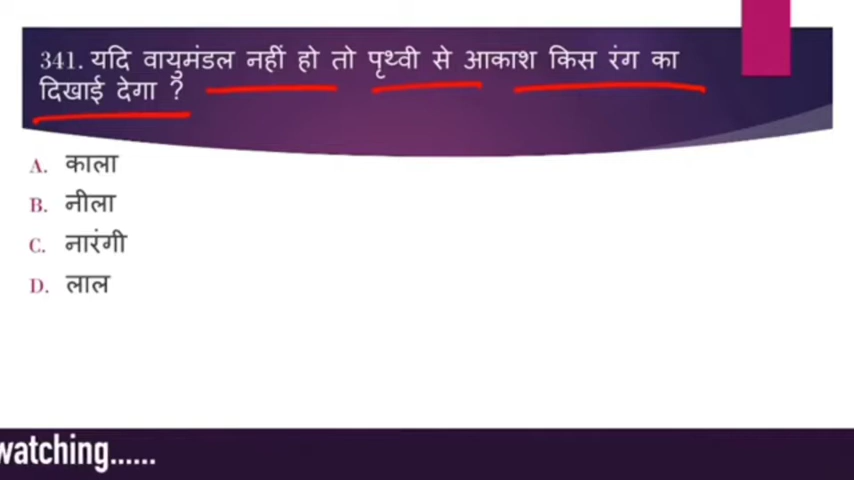 341. यदि वायुमंडल नहीं हो तो पृथ्वी से आकाश किस रंग का
दिखाई देगा ?
A. काला
B. नीला
C. नारंगी
D. लाल
watching......